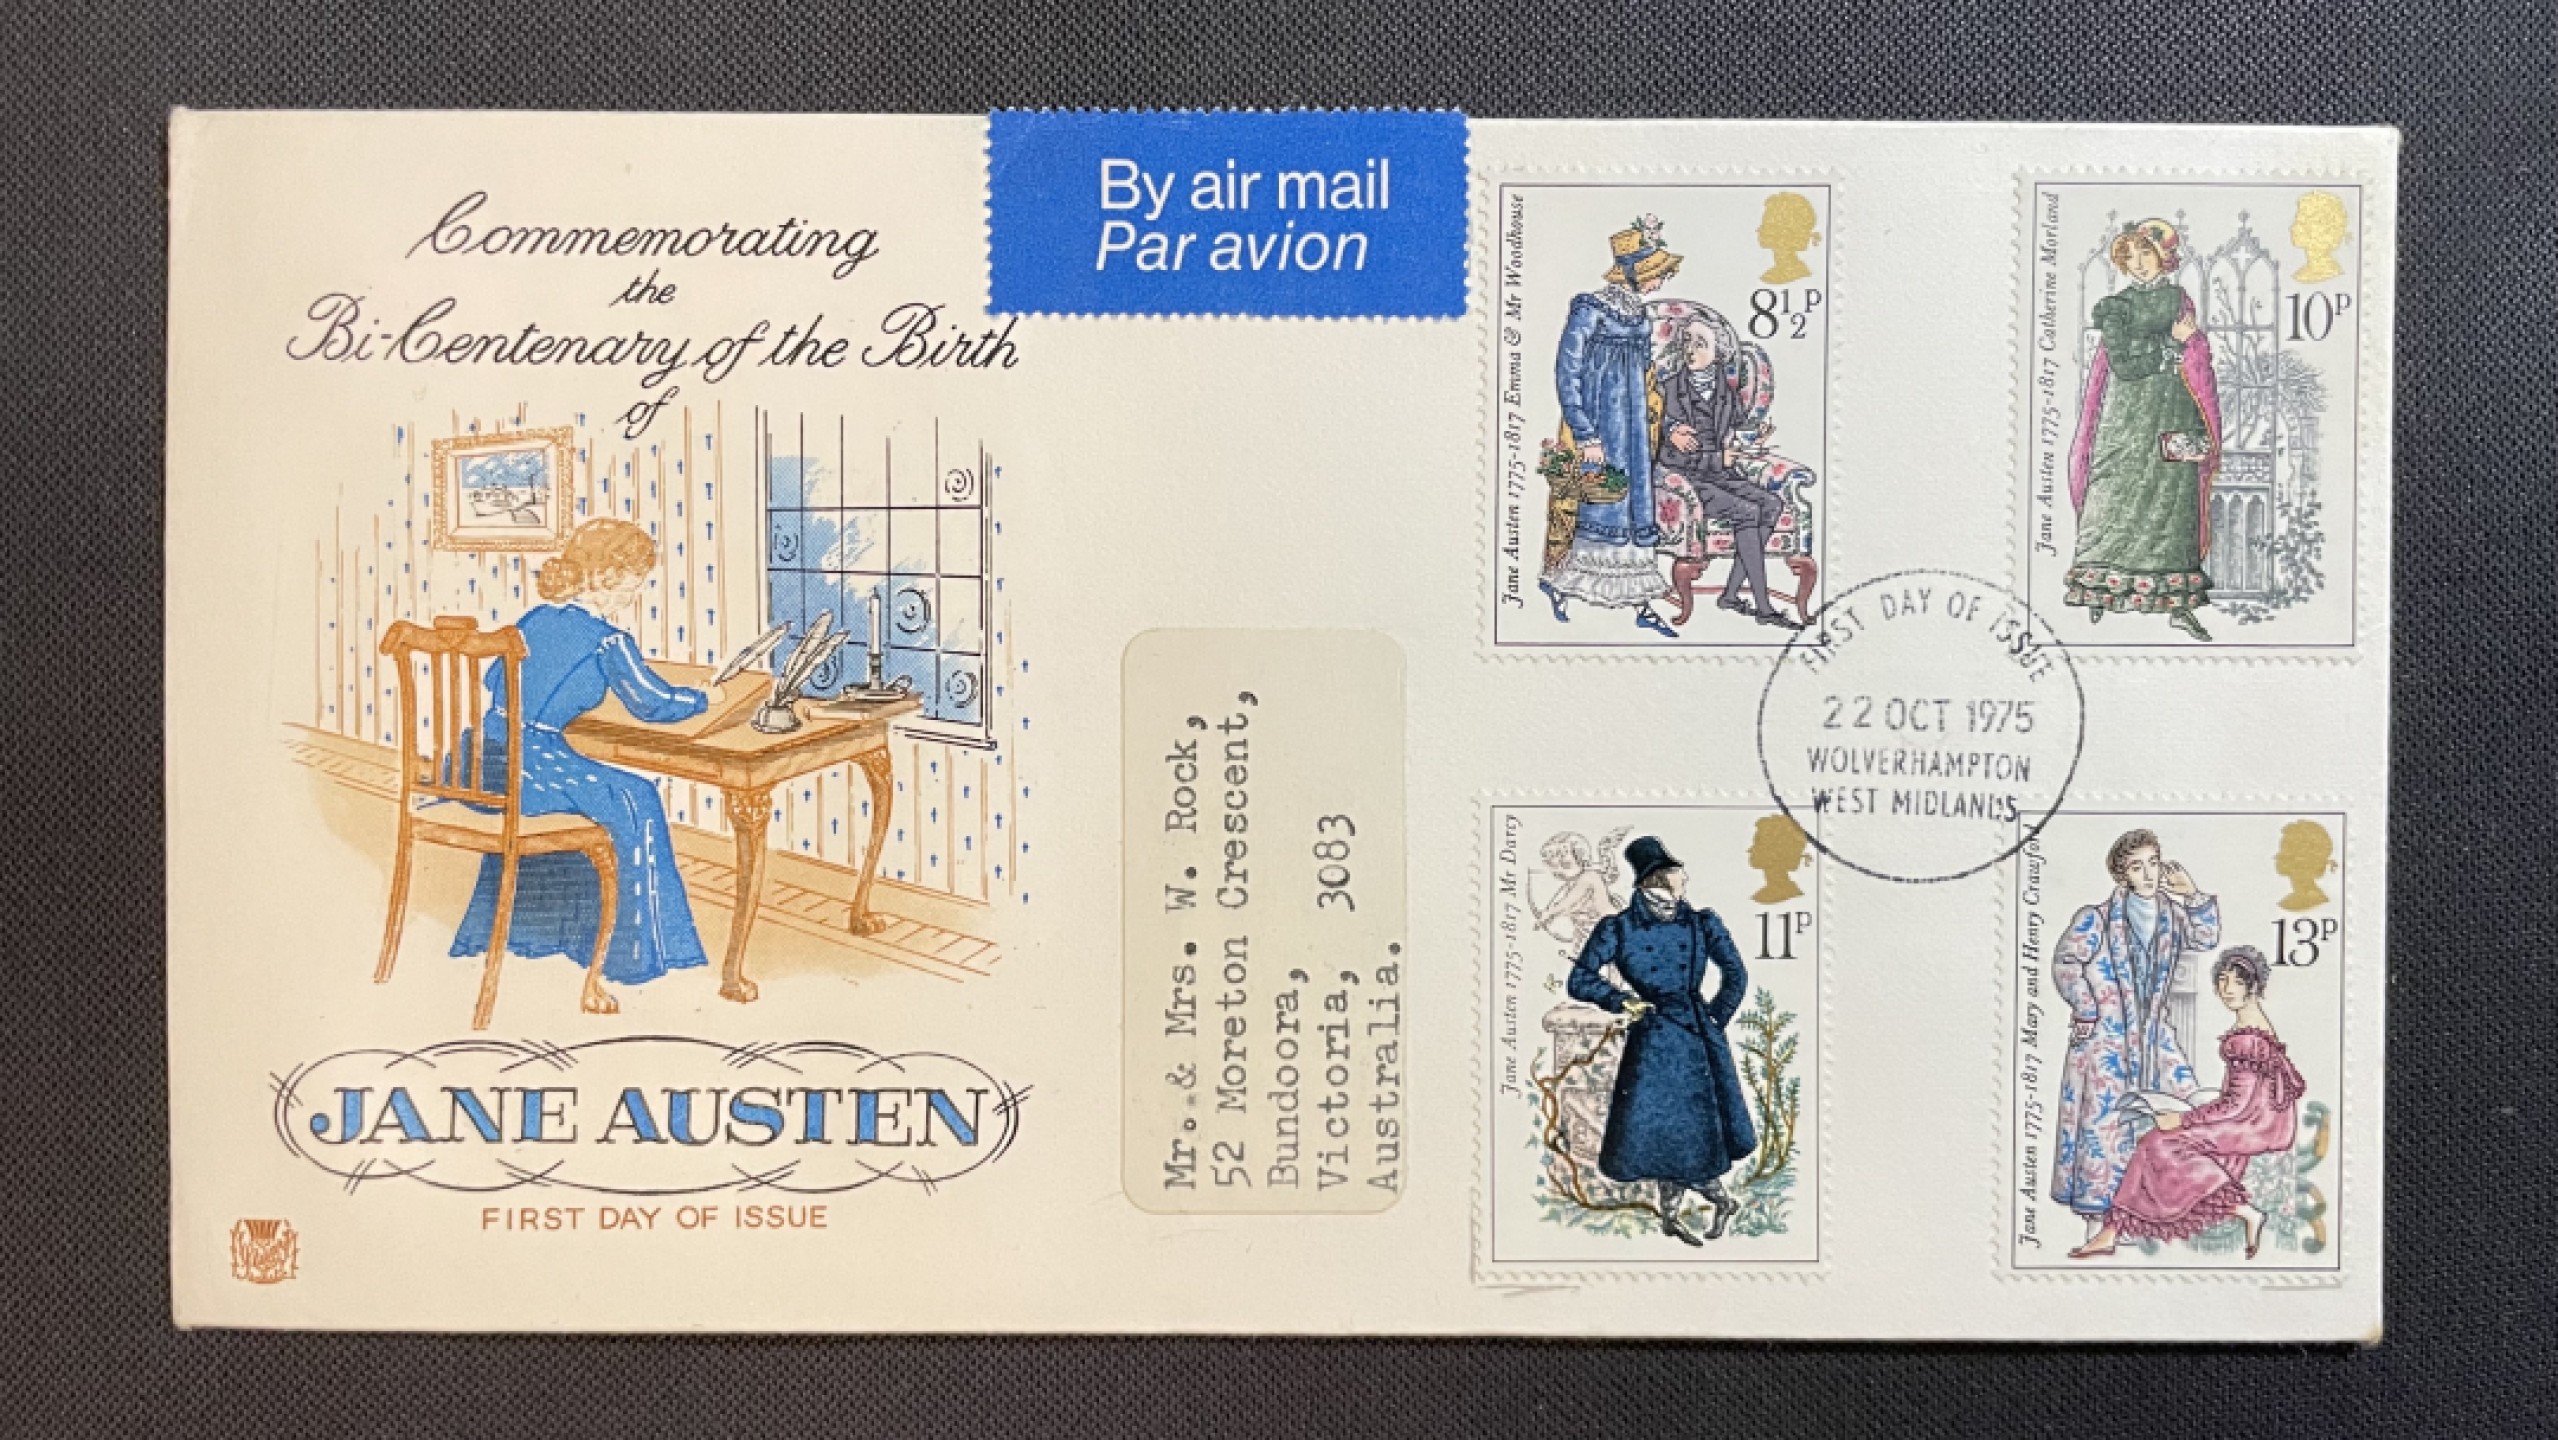 Commemorating
the
Bi-Centenary of the Birth
of
JANE AUSTEN
FIRST DAY OF ISSUE
By air mail
Par avion
Mr. & Mrs. W. Rock,
52 Moreton Crescent,
Bundoora,
Victoria, 3083
Australia.
Jane Austen 1775-1817 Emma & Mr Woodhouse
8½p
Jane Austen 1775-1817 Catherine Morland
10p
FIRST DAY OF ISSUE
22 OCT 1975
WOLVERHAMPTON
WEST MIDLANDS
Jane Austen 1775-1817 Mr Darcy
11p
Jane Austen 1775-1817 Mary and Henry Crawford
13p